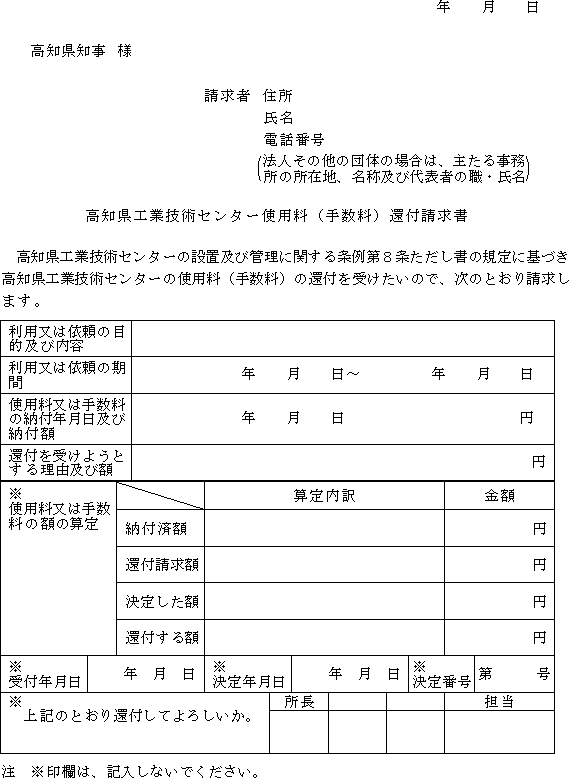 年　　月　　日
高知県知事　様
請求者　住所
氏名
電話番号
(法人その他の団体の場合は、主たる事務
所の所在地、名称及び代表者の職・氏名)
高知県工業技術センター使用料（手数料）還付請求書
高知県工業技術センターの設置及び管理に関する条例第８条ただし書の規定に基づき
高知県工業技術センターの使用料（手数料）の還付を受けたいので、次のとおり請求し
ます。
利用又は依頼の目
的及び内容
利用又は依頼の期
間
年　　月　　日～　　　　年　　月　　日
使用料又は手数料
の納付年月日及び
納付額
年　　月　　日　　　　　　　　円
還付を受けようと
する理由及び額
円
※
使用料又は手数
料の額の算定
算定内訳　金額
納付済額　円
還付請求額　円
決定した額　円
還付する額　円
※
受付年月日
年　月　日
※
決定年月日
年　月　日
※
決定番号
第　　　号
※
上記のとおり還付してよろしいか。
所長　担当
注　※印欄は、記入しないでください。